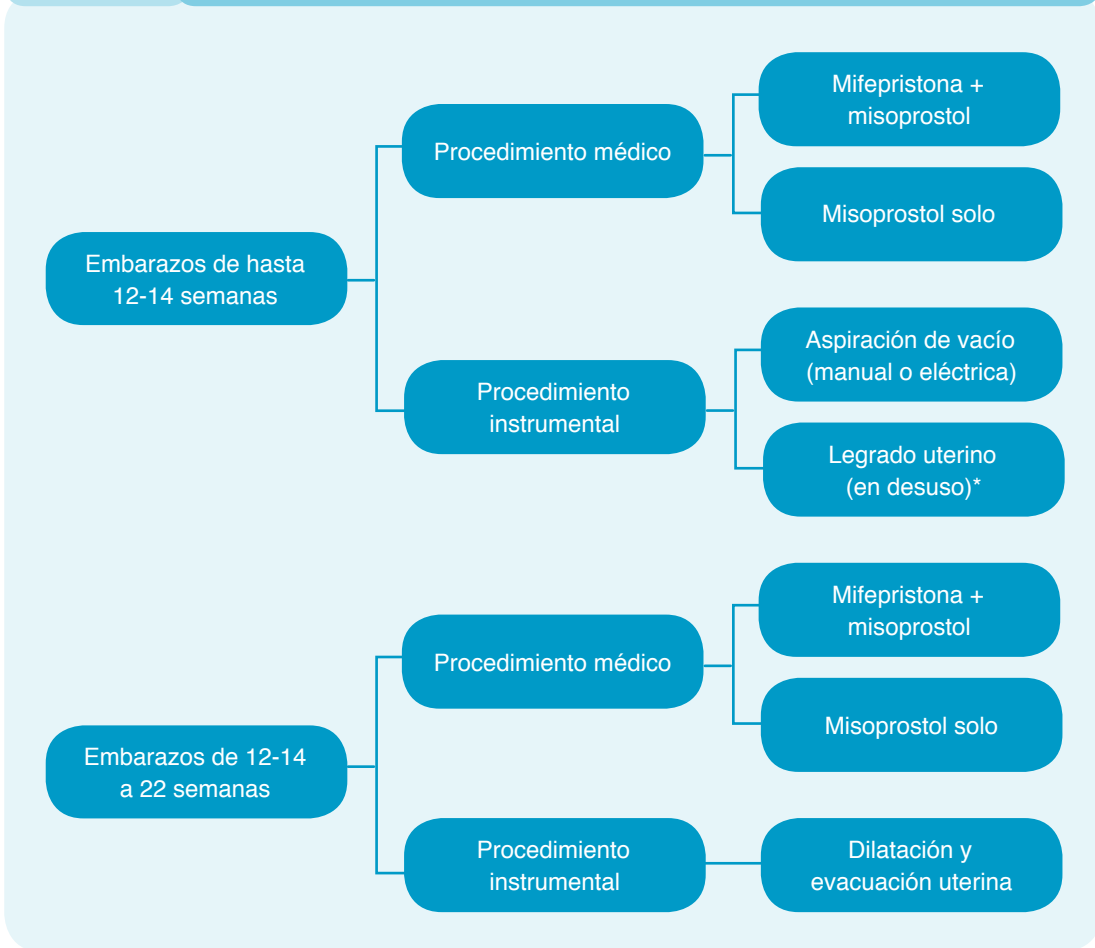 Embarazos de hasta
12-14 semanas
Procedimiento médico
Mifepristona +
misoprostol
Misoprostol solo
Procedimiento
instrumental
Aspiración de vacío
(manual o eléctrica)
Legrado uterino
(en desuso)*
Embarazos de 12-14
a 22 semanas
Procedimiento médico
Mifepristona +
misoprostol
Misoprostol solo
Procedimiento
instrumental
Dilatación y
evacuación uterina